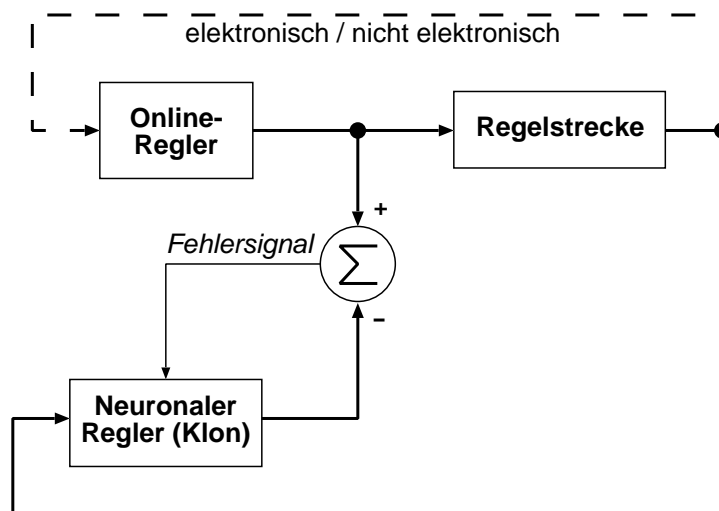 elektronisch / nicht elektronisch
Online-
Regler
Regelstrecke
+
Fehlersignal
Σ
–
Neuronaler
Regler (Klon)